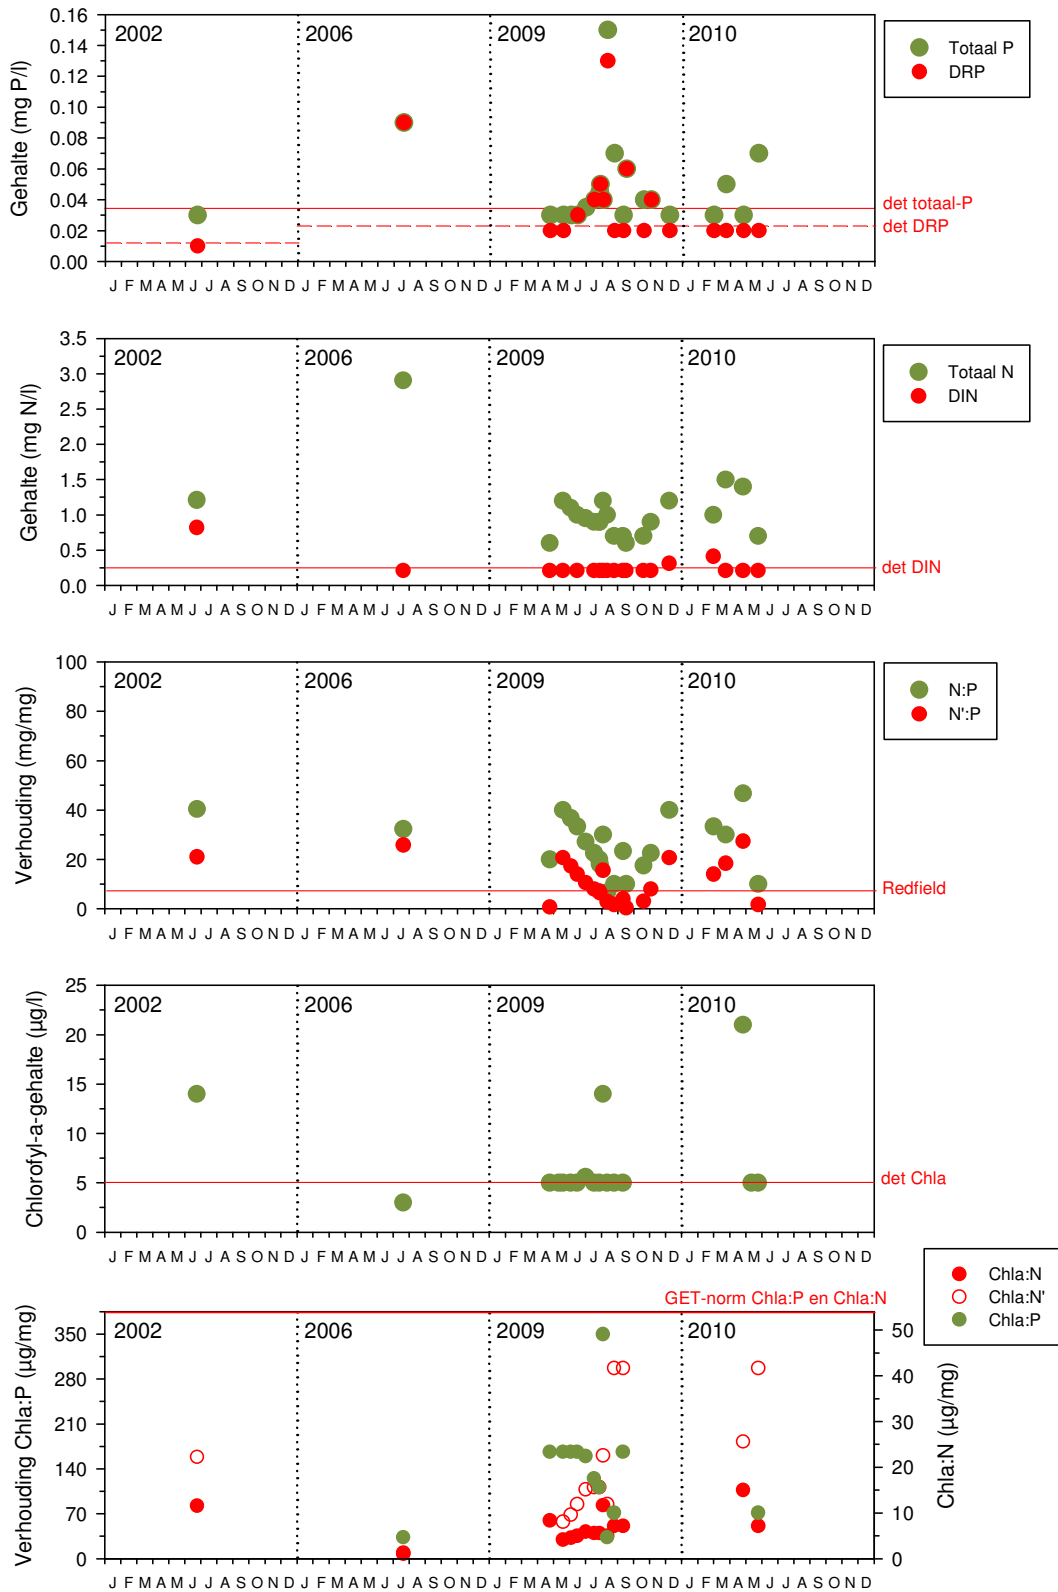 Gehalte (mg P/l)
0.16
0.14
0.12
0.10
0.08
0.06
0.04
0.02
0.00
2002
2006
2009
2010
Totaal P
DRP
det totaal-P
det DRP
J F M A M J J A S O N D J F M A M J J A S O N D J F M A M J J A S O N D J F M A M J J A S O N D
Gehalte (mg N/l)
3.5
3.0
2.5
2.0
1.5
1.0
0.5
0.0
2002
2006
2009
2010
Totaal N
DIN
det DIN
J F M A M J J A S O N D J F M A M J J A S O N D J F M A M J J A S O N D J F M A M J J A S O N D
Verhouding (mg/mg)
100
80
60
40
20
0
2002
2006
2009
2010
N:P
N':P
Redfield
J F M A M J J A S O N D J F M A M J J A S O N D J F M A M J J A S O N D J F M A M J J A S O N D
Chlorofyl-a-gehalte (µg/l)
25
20
15
10
5
0
2002
2006
2009
2010
det Chla
J F M A M J J A S O N D J F M A M J J A S O N D J F M A M J J A S O N D J F M A M J J A S O N D
Verhouding Chla:P (µg/mg)
350
280
210
140
70
0
GET-norm Chla:P en Chla:N
2002
2006
2009
2010
Chla:N
Chla:N'
Chla:P
50
40
30
20
10
0
Chla:N (µg/mg)
J F M A M J J A S O N D J F M A M J J A S O N D J F M A M J J A S O N D J F M A M J J A S O N D